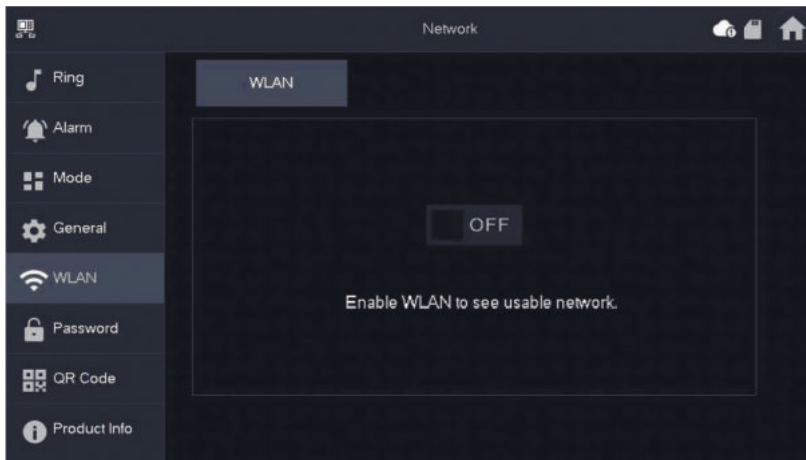 Network
Ring
Alarm
Mode
General
WLAN
Password
QR Code
Product Info
WLAN
OFF
Enable WLAN to see usable network.